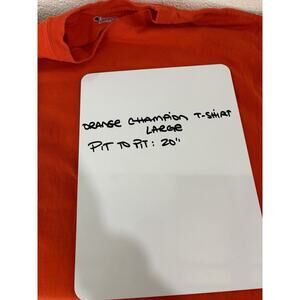 ORANGE CHAMPION T-SHIRT
LARGE
PIT TO PIT: 20"